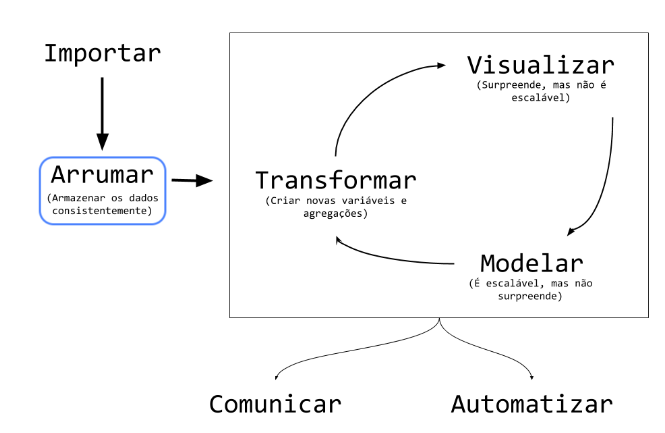 Importar
Arrumar
(Armazenar os dados
consistentemente)
Visualizar
(Surpreende, mas não é
escalável)
Transformar
(Criar novas variáveis e
agregações)
Modelar
(É escalável, mas não
surpreende)
Comunicar
Automatizar